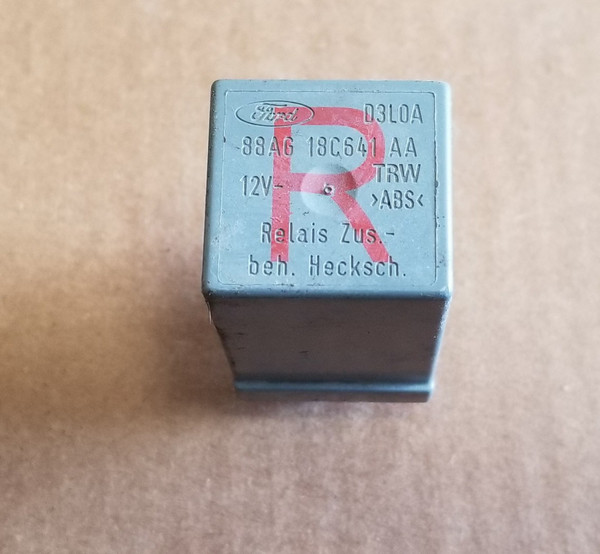 Ford D3L0A
88AG 18C641 AA
12V- TRW
>ABS<
R
Relais Zus.-
beh. Hecksch.